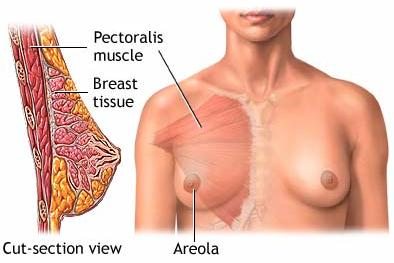 Pectoralis
muscle
Breast
tissue
Cut-section view
Areola